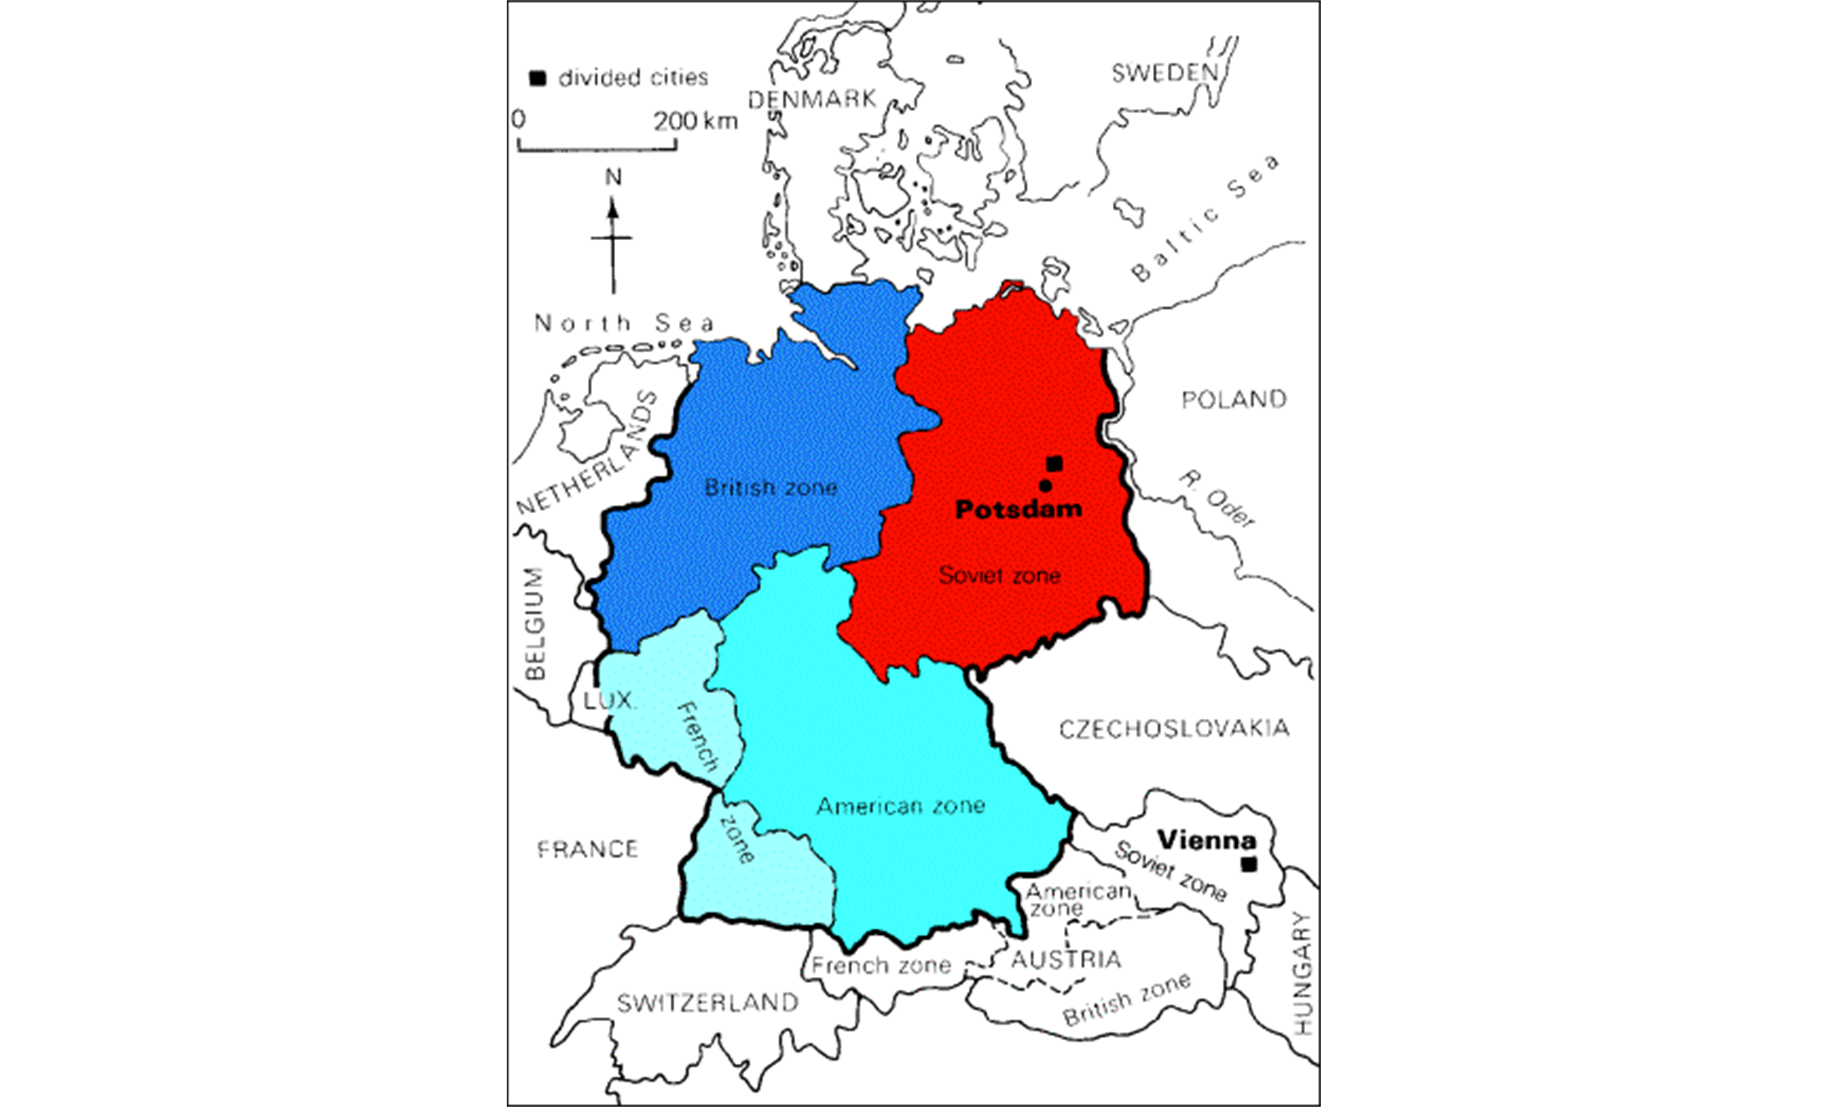 divided cities
0 200 km
N
DENMARK
SWEDEN
Baltic Sea
North Sea
NETHERLANDS
POLAND
R. Oder
British zone
Potsdam
Soviet zone
BELGIUM
LUX.
French
zone
American zone
CZECHOSLOVAKIA
FRANCE
Vienna
Soviet zone
American
zone
French zone
AUSTRIA
British zone
SWITZERLAND
HUNGARY